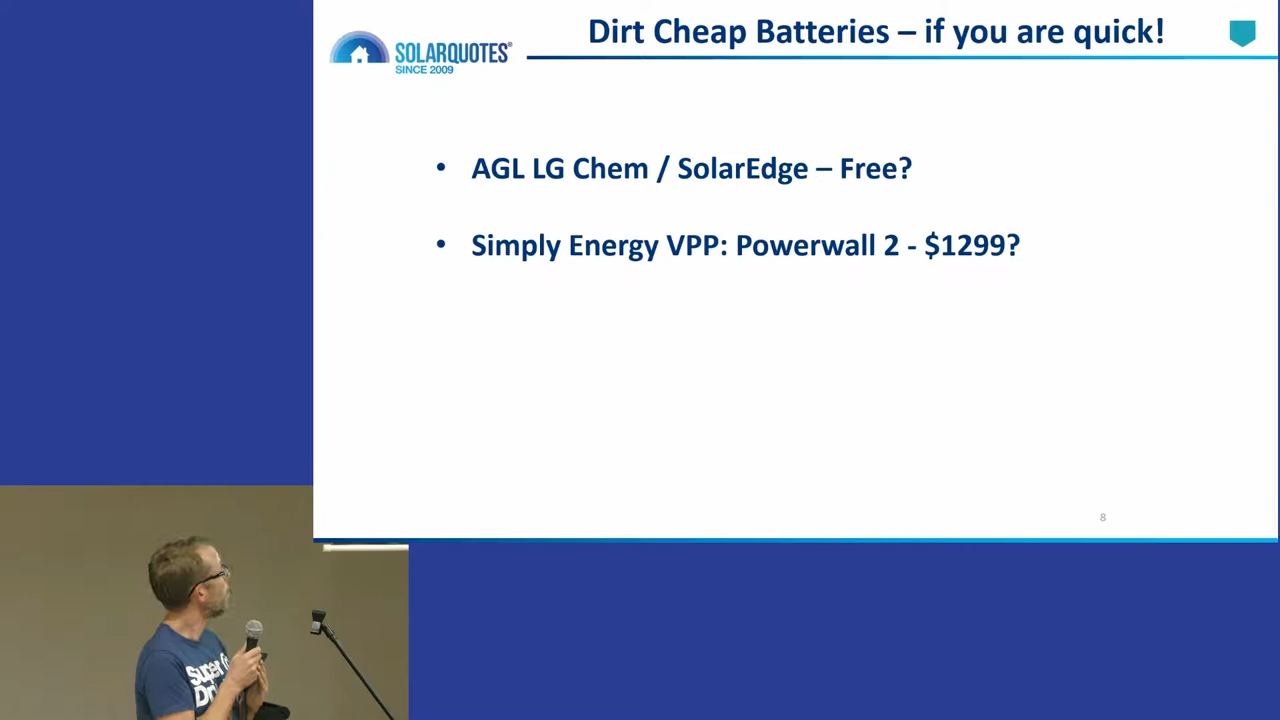 Dirt Cheap Batteries – if you are quick!
SOLARQUOTES®
SINCE 2009
• AGL LG Chem / SolarEdge – Free?
• Simply Energy VPP: Powerwall 2 - $1299?
8
Super